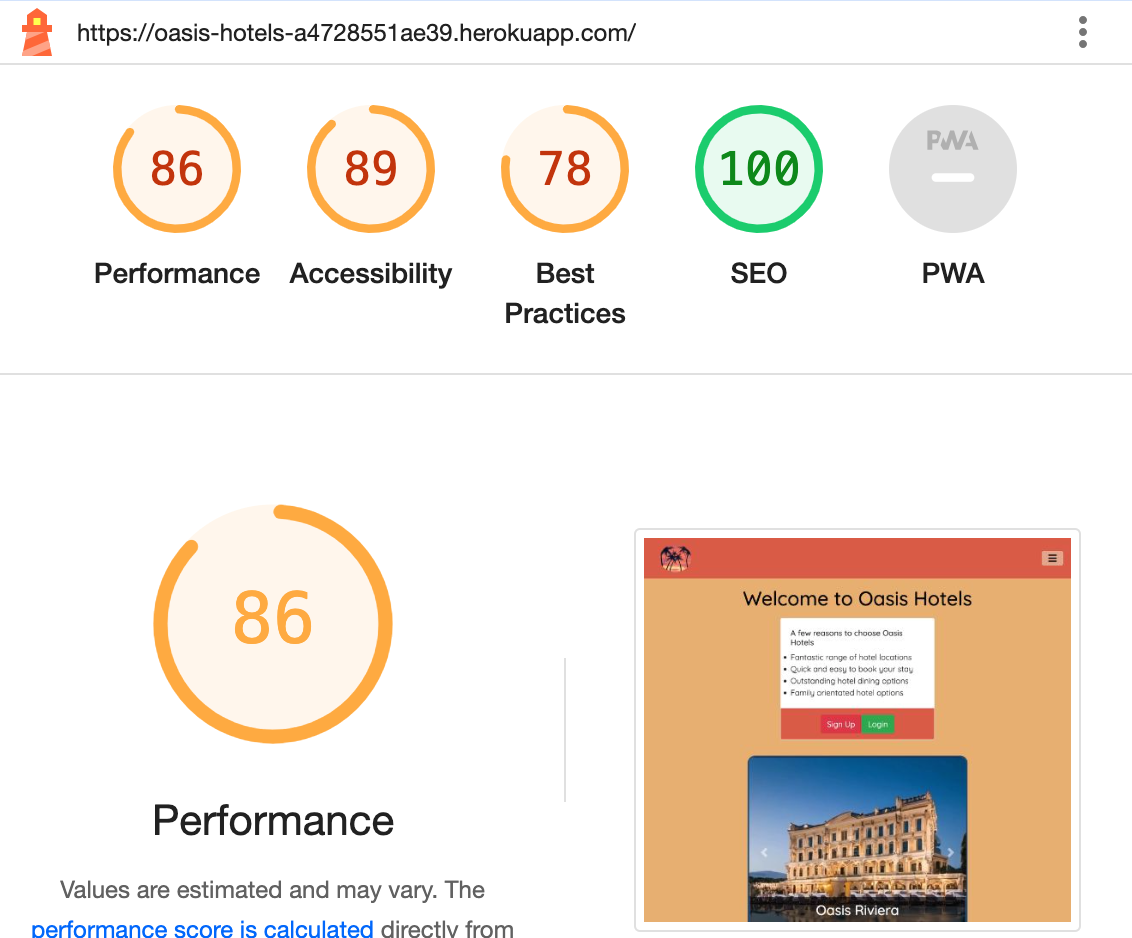 https://oasis-hotels-a4728551ae39.herokuapp.com/
86
89
78
100
PWA
Performance
Accessibility
Best
Practices
SEO
PWA
86
Performance
Values are estimated and may vary. The
performance score is calculated directly from
Welcome to Oasis Hotels
A few reasons to choose Oasis
Hotels
Fantastic range of hotel locations
Quick and easy to book your stay
Outstanding hotel dining options
Family orientated hotel options
Sign Up
Login
Oasis Riviera